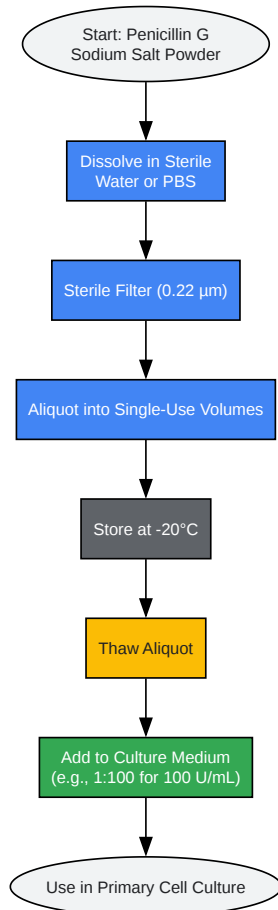 Start: Penicillin G
Sodium Salt Powder
Dissolve in Sterile
Water or PBS
Sterile Filter (0.22 µm)
Aliquot into Single-Use Volumes
Store at -20°C
Thaw Aliquot
Add to Culture Medium
(e.g., 1:100 for 100 U/mL)
Use in Primary Cell Culture